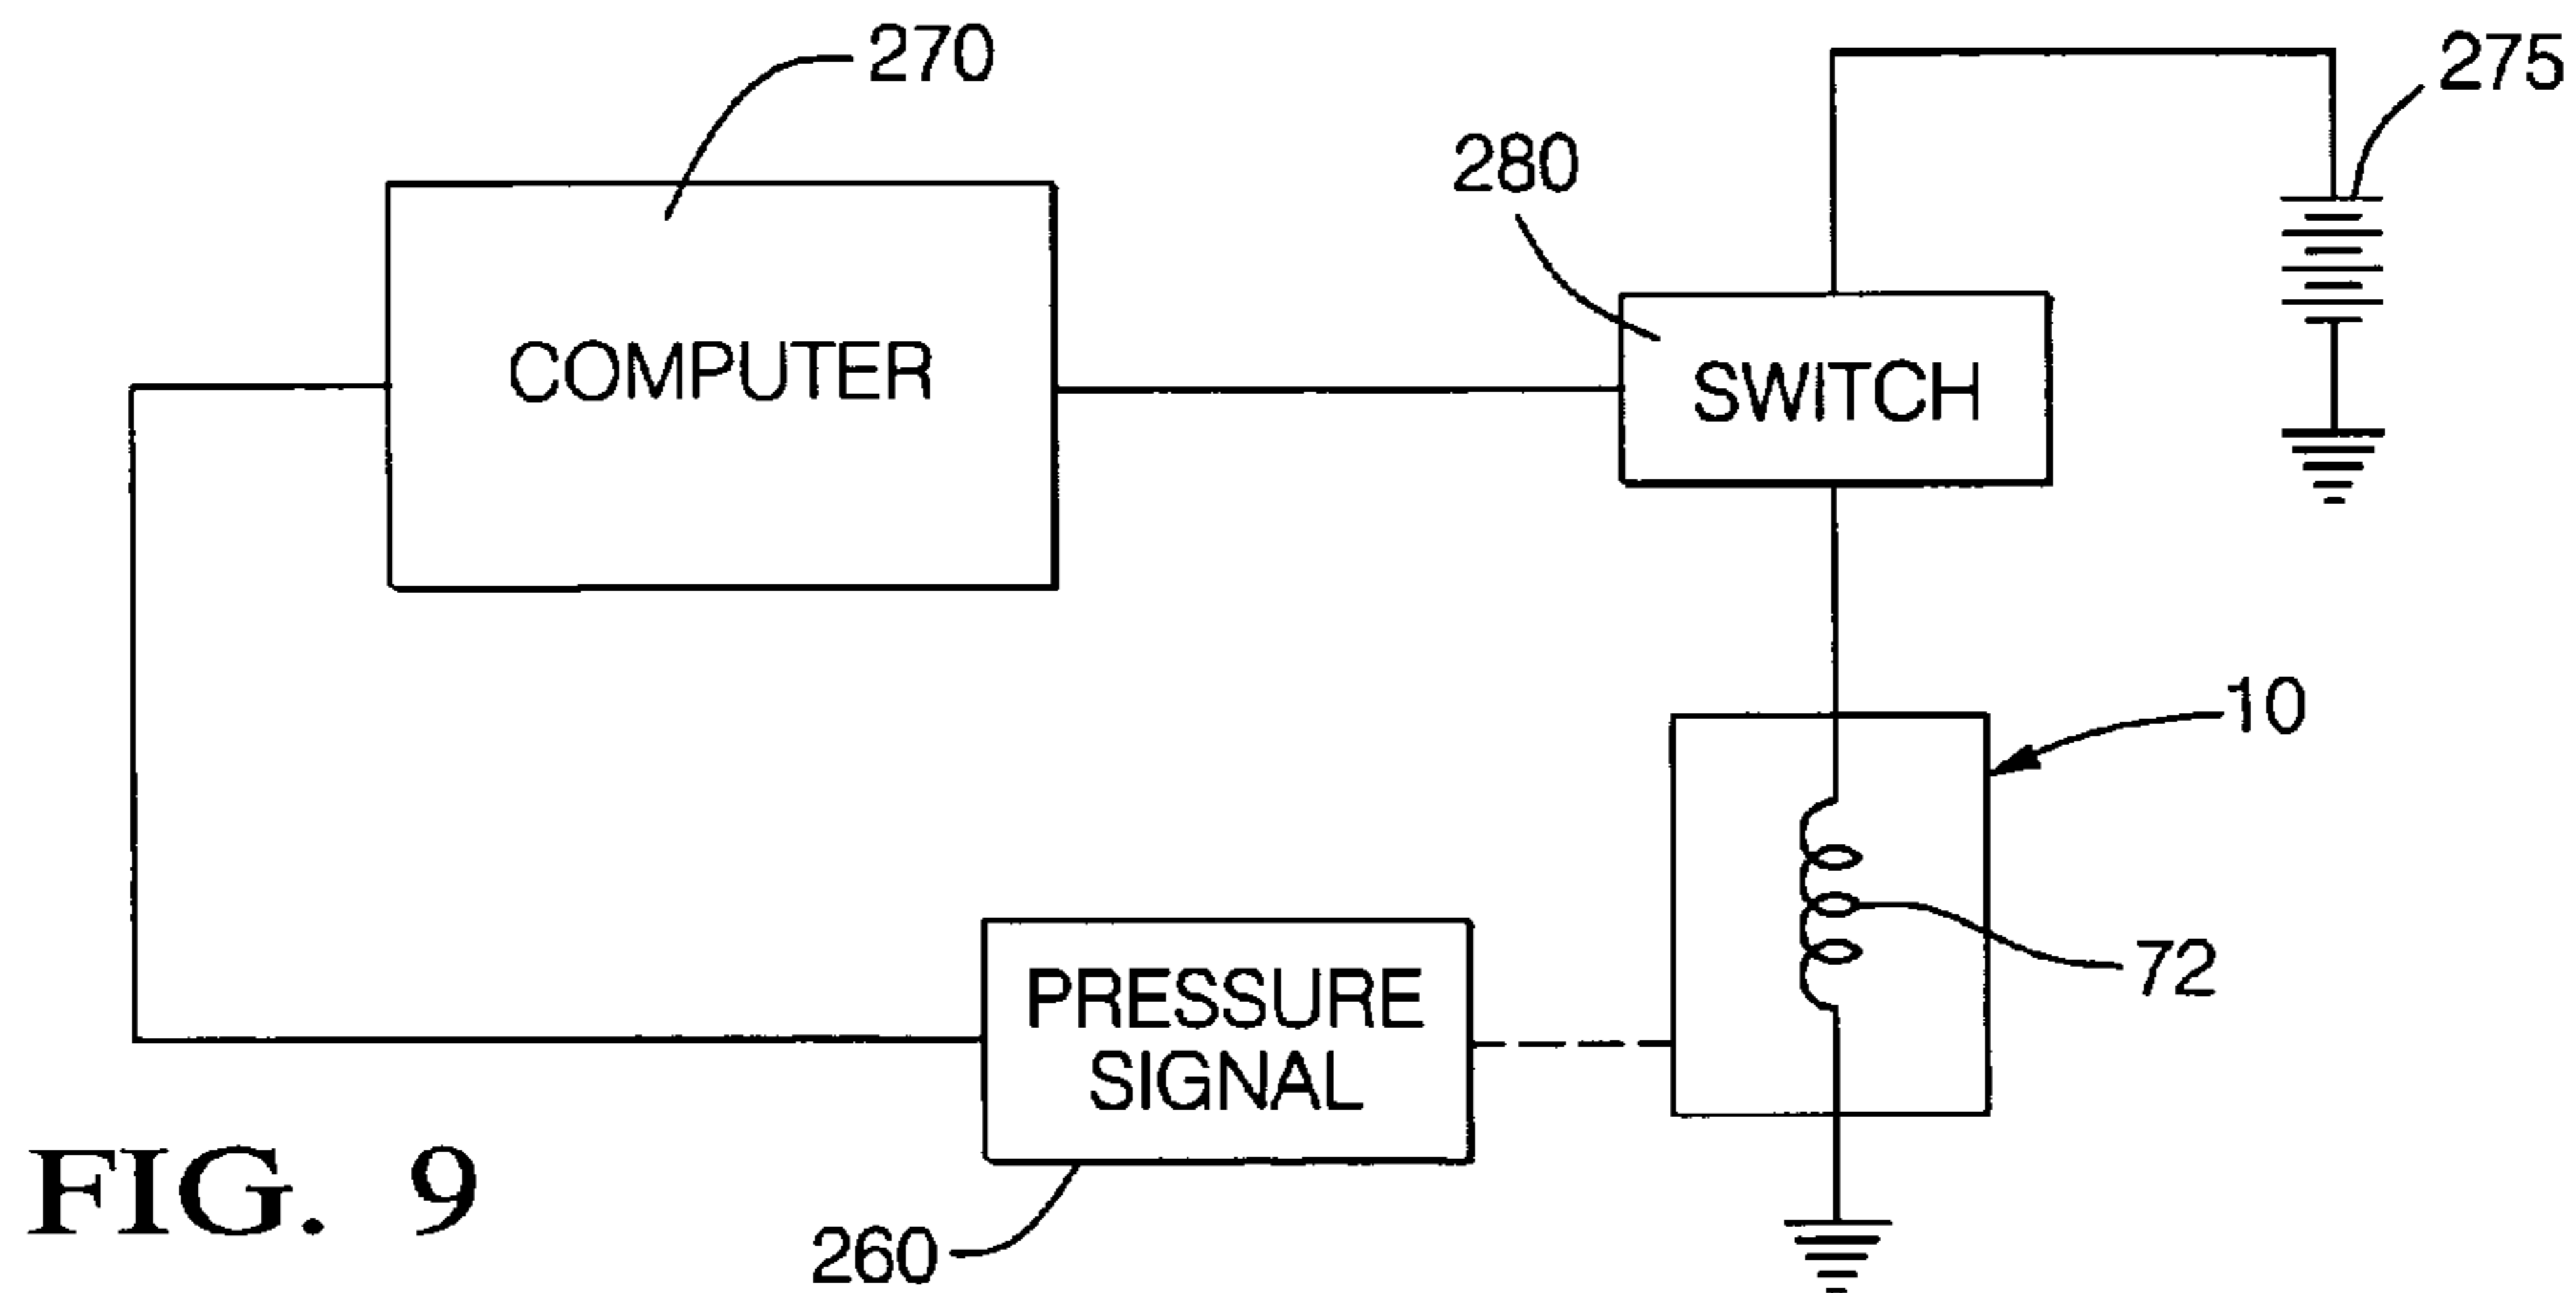 270
275
280
COMPUTER
SWITCH
10
72
PRESSURE
SIGNAL
260
FIG. 9